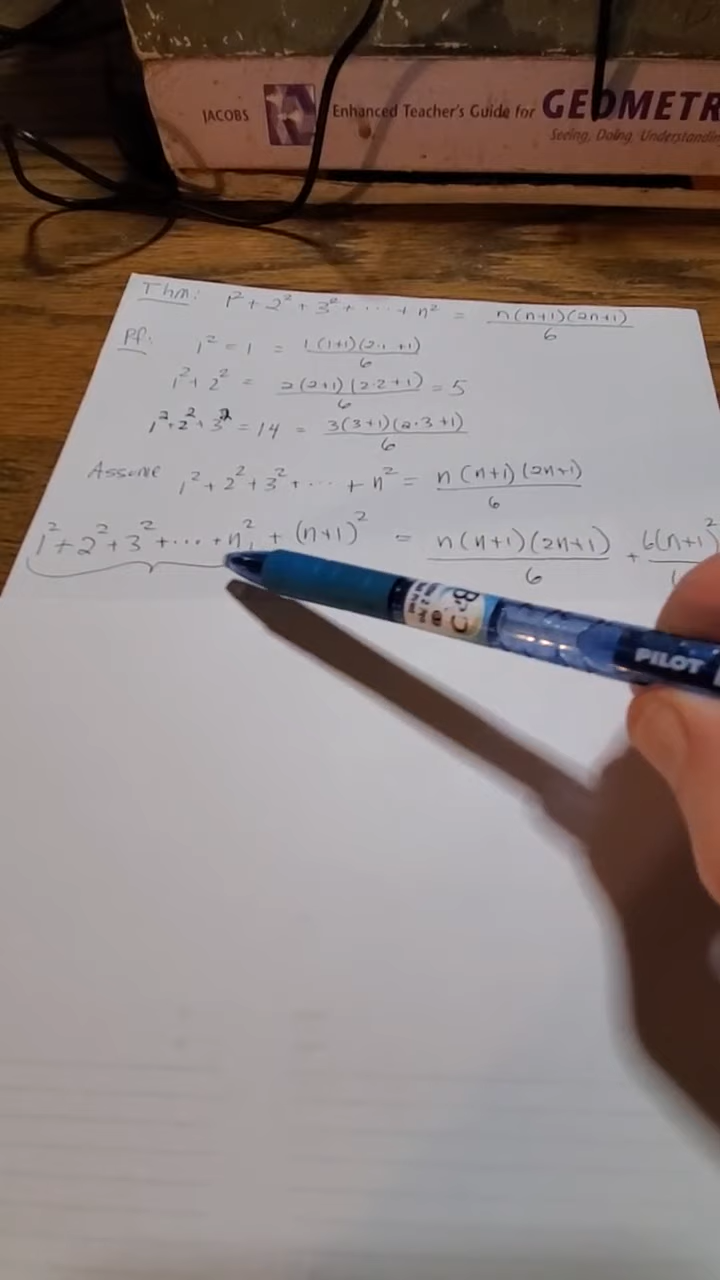 JACOBS Enhanced Teacher's Guide for GEOMETR
Seeing, Doing, Understandin
Thm: 1² + 2² + 3² + ⋯ + n² = n(n+1)(2n+1)/6
Pf: 1² = 1 = 1(1+1)(2·1+1)/6
1² + 2² = 2(2+1)(2·2+1)/6 = 5
1² + 2² + 3² = 14 = 3(3+1)(2·3+1)/6
Assume 1² + 2² + 3² + ⋯ + n² = n(n+1)(2n+1)/6
1² + 2² + 3² + ⋯ + n² + (n+1)² = n(n+1)(2n+1)/6 + 6(n+1)²/6
PILOT